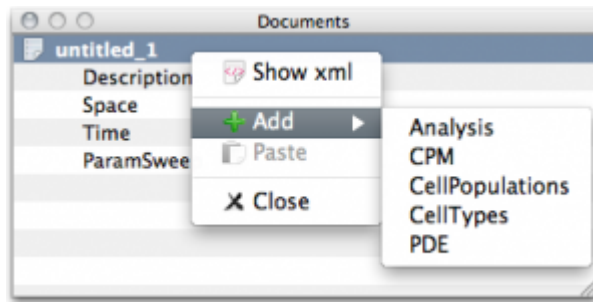 Documents
untitled_1
Description
Space
Time
ParamSwee
Show xml
Add
Paste
Close
Analysis
CPM
CellPopulations
CellTypes
PDE